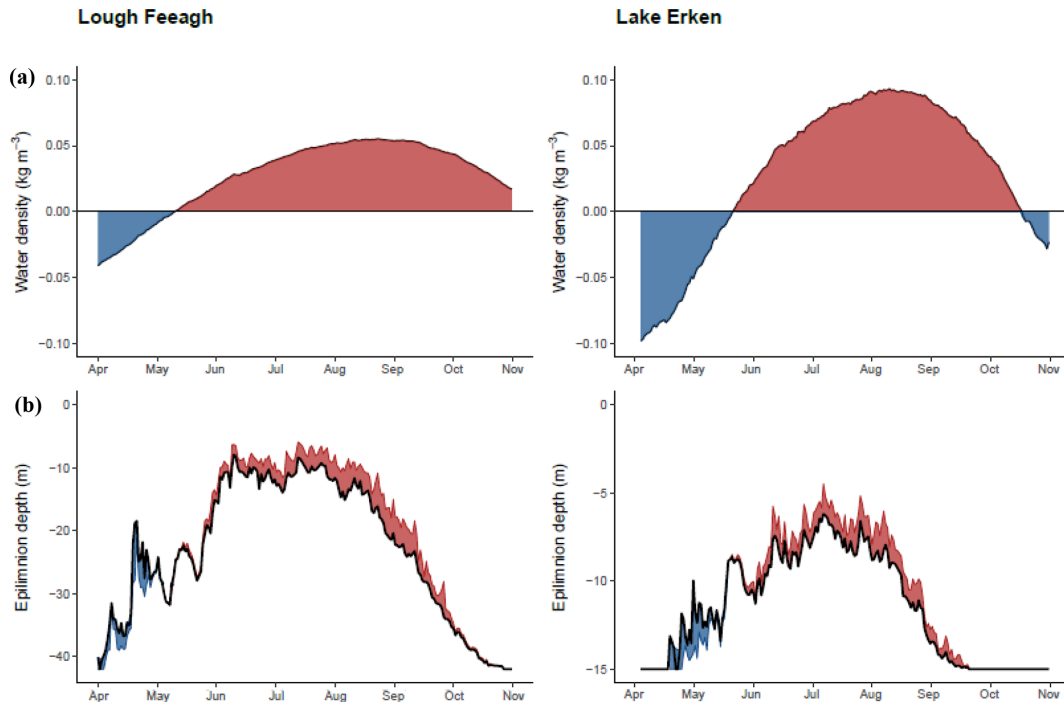 Lough Feeagh
Lake Erken
(a)
0.10
0.05
0.00
−0.05
−0.10
Water density (kg m⁻³)
Apr May Jun Jul Aug Sep Oct Nov
0.10
0.05
0.00
−0.05
−0.10
Water density (kg m⁻³)
Apr May Jun Jul Aug Sep Oct Nov
(b)
0
−10
−20
−30
−40
Epilimnion depth (m)
Apr May Jun Jul Aug Sep Oct Nov
0
−5
−10
−15
Epilimnion depth (m)
Apr May Jun Jul Aug Sep Oct Nov